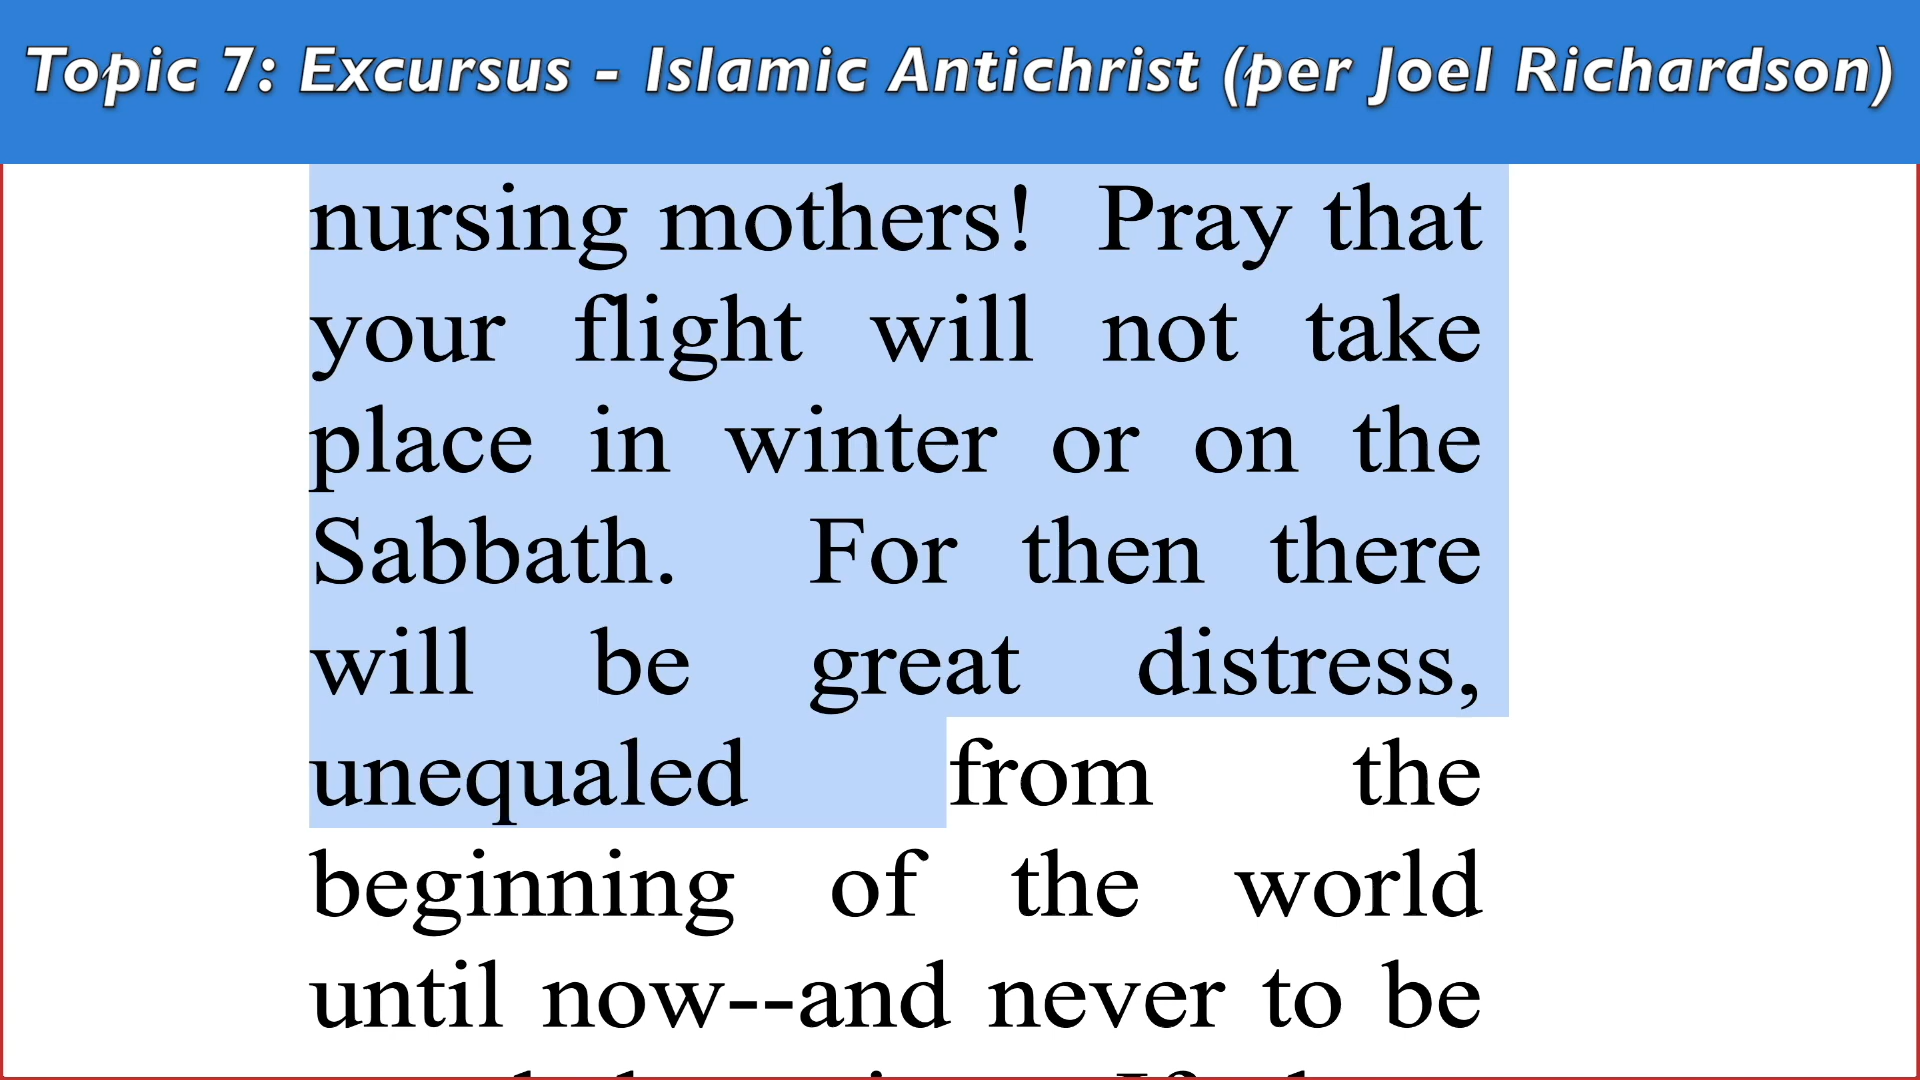 Topic 7: Excursus - Islamic Antichrist (per Joel Richardson)
nursing mothers! Pray that
your flight will not take
place in winter or on the
Sabbath. For then there
will be great distress,
unequaled from the
beginning of the world
until now--and never to be